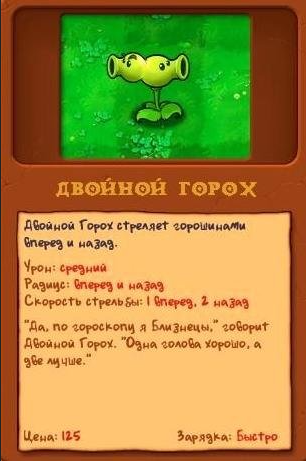 ДВОЙНОЙ ГОРОХ
Двойной Горох стреляет горошинами
вперед и назад.
Урон: средний
Радиус: вперед и назад
Скорость стрельбы: 1 вперед, 2 назад
"Да, по гороскопу я Близнецы," говорит
Двойной Горох. "Одна голова хорошо, а
две лучше."
Цена: 125 Зарядка: Быстро